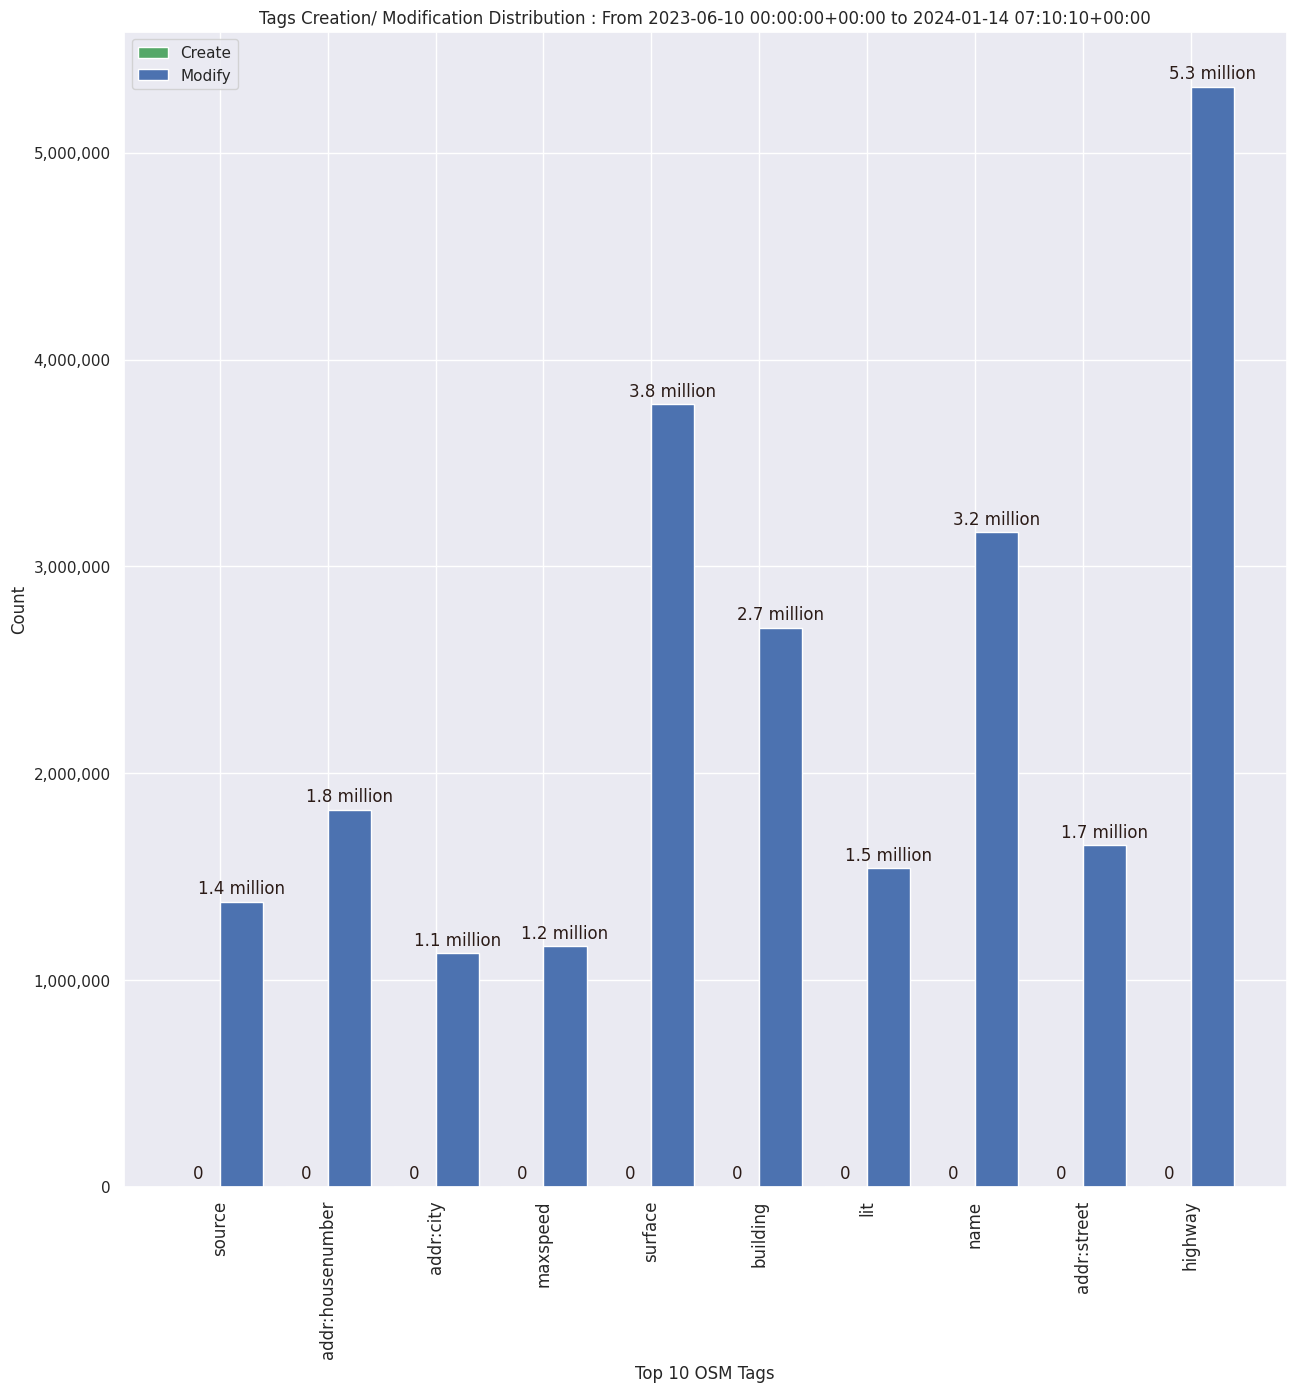 Tags Creation/ Modification Distribution : From 2023-06-10 00:00:00+00:00 to 2024-01-14 07:10:10+00:00
Create
Modify
5.3 million
5,000,000
4,000,000
3.8 million
3.2 million
3,000,000
2.7 million
Count
2,000,000
1.8 million
1.7 million
1.5 million
1.4 million
1.2 million
1.1 million
1,000,000
0 0 0 0 0 0 0 0 0 0
0
source
addr:housenumber
addr:city
maxspeed
surface
building
lit
name
addr:street
highway
Top 10 OSM Tags